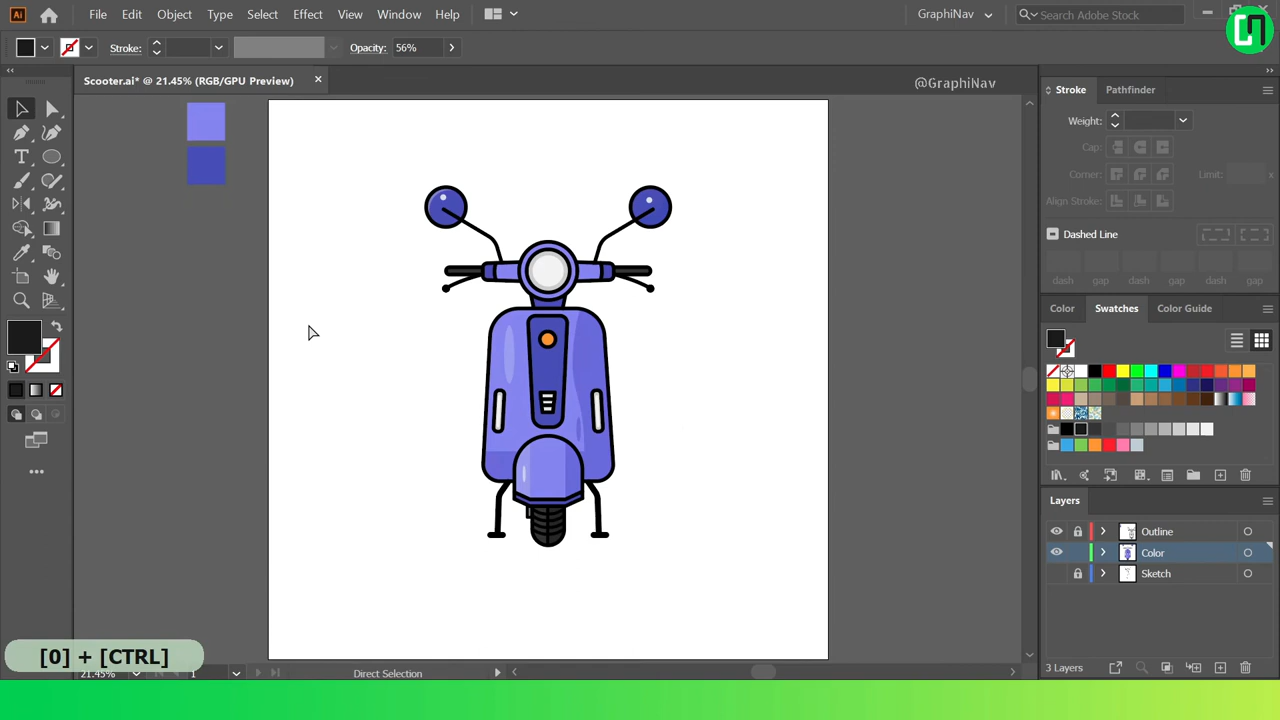 Ai File Edit Object Type Select Effect View Window Help GraphiNav Search Adobe Stock
Stroke: Opacity: 56%
Scooter.ai* @ 21.45% (RGB/GPU Preview) × @GraphiNav
Stroke Pathfinder
Weight:
Cap:
Corner: Limit: x
Align Stroke:
Dashed Line
dash gap dash gap dash gap
Color Swatches Color Guide
Layers
Outline
Color
Sketch
3 Layers
[0] + [CTRL]
21.45% 1 Direct Selection